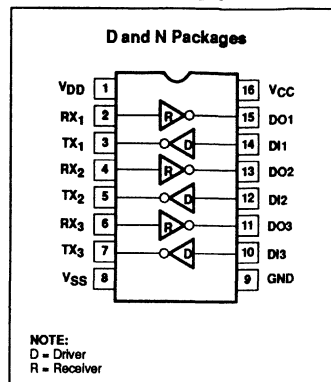 D and N Packages
VDD 1 16 VCC
RX1 2 R 15 DO1
TX1 3 D 14 DI1
RX2 4 R 13 DO2
TX2 5 D 12 DI2
RX3 6 R 11 DO3
TX3 7 D 10 DI3
VSS 8 9 GND
NOTE:
D = Driver
R = Receiver